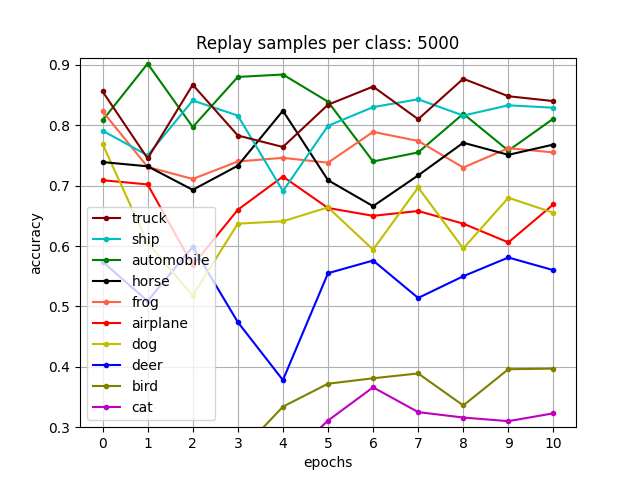 Replay samples per class: 5000
0.9
0.8
0.7
0.6
0.5
0.4
0.3
accuracy
truck
ship
automobile
horse
frog
airplane
dog
deer
bird
cat
0 1 2 3 4 5 6 7 8 9 10
epochs